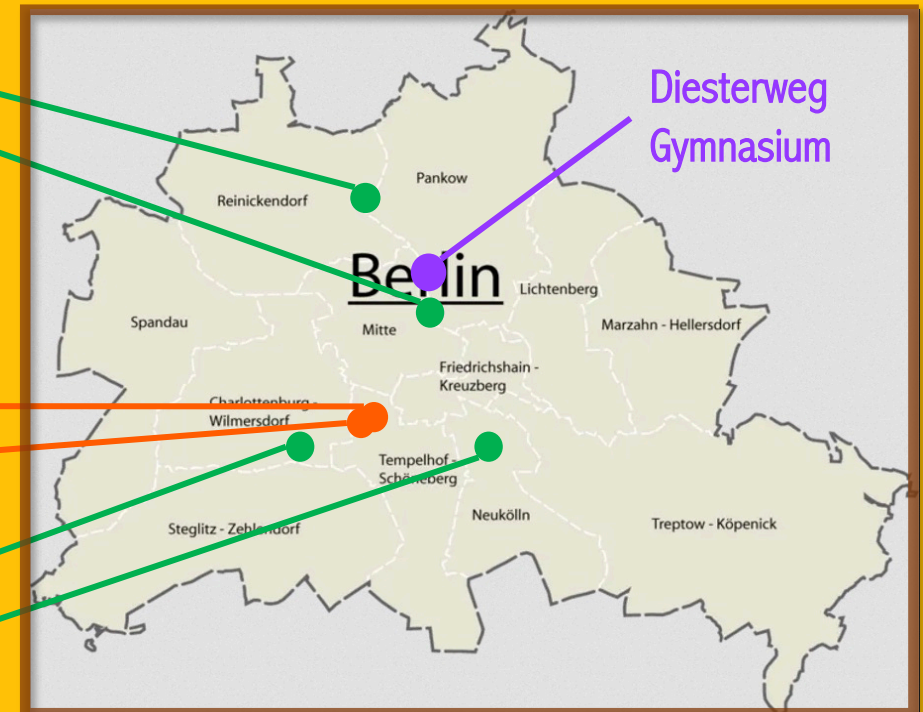 Diesterweg
Gymnasium
Pankow
Reinickendorf
Berlin
Lichtenberg
Spandau
Mitte
Marzahn - Hellersdorf
Friedrichshain -
Kreuzberg
Charlottenburg -
Wilmersdorf
Tempelhof -
Schöneberg
Neukölln
Steglitz - Zehlendorf
Treptow - Köpenick